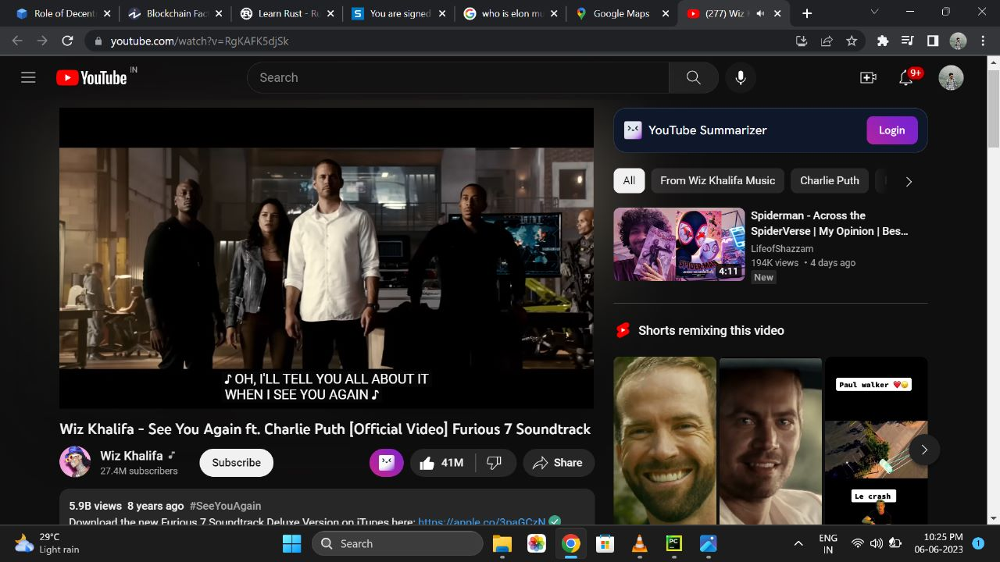 Role of Decent
Blockchain Fac
Learn Rust - Ru
You are signed
who is elon mu
Google Maps
(277) Wiz K
youtube.com/watch?v=RgKAFK5djSk
YouTube IN
Search
9+
♪ OH, I'LL TELL YOU ALL ABOUT IT
WHEN I SEE YOU AGAIN ♪
Wiz Khalifa - See You Again ft. Charlie Puth [Official Video] Furious 7 Soundtrack
Wiz Khalifa
27.4M subscribers
Subscribe
41M
Share
5.9B views 8 years ago #SeeYouAgain
Download the new Furious 7 Soundtrack Deluxe Version on iTunes here: https://apple.co/3paGCzN
YouTube Summarizer
Login
All
From Wiz Khalifa Music
Charlie Puth
Spiderman - Across the
SpiderVerse | My Opinion | Bes...
LifeofShazzam
194K views • 4 days ago
New
4:11
Shorts remixing this video
Paul walker
Le crash
29°C
Light rain
Search
PC
ENG
IN
10:25 PM
06-06-2023
1